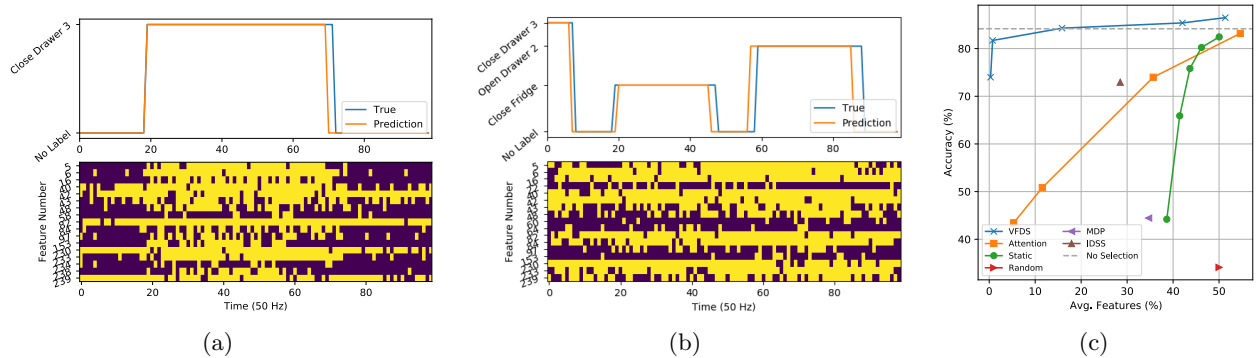 Close Drawer 3
No Label
True
Prediction
0 20 40 60 80
Feature Number
5
16
239
0 20 40 60 80
Time (50 Hz)
(a)
Close Drawer 3
Open Drawer 2
Close Fridge
No Label
True
Prediction
0 20 40 60 80
Feature Number
5
16
239
0 20 40 60 80
Time (50 Hz)
(b)
Accuracy (%)
80
70
60
50
40
VFDS
Attention
Static
Random
MDP
IDSS
No Selection
0 10 20 30 40 50
Avg. Features (%)
(c)